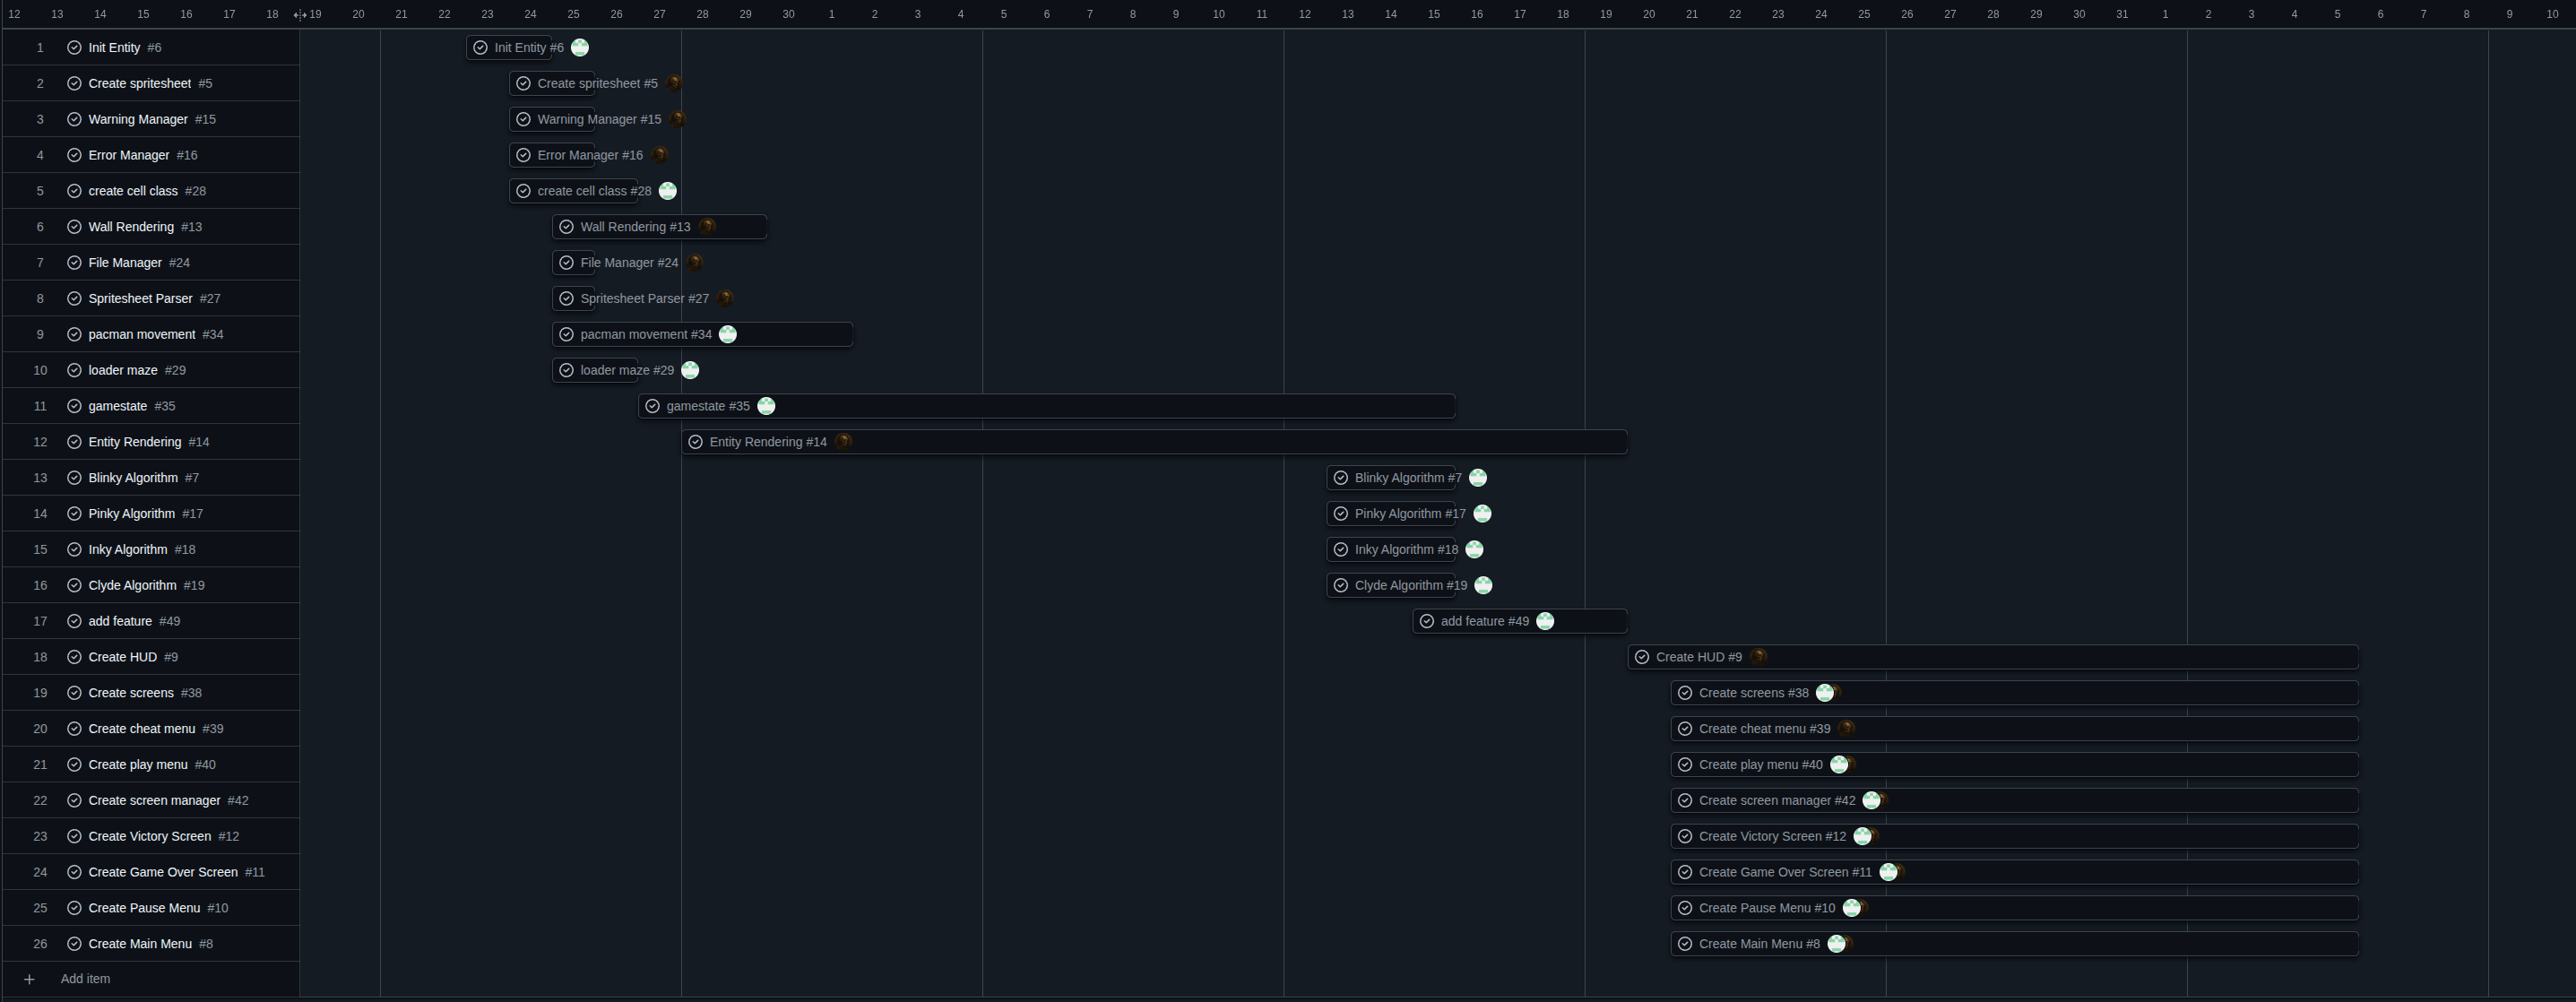 12 13 14 15 16 17 18 19 20 21 22 23 24 25 26 27 28 29 30 1 2 3 4 5 6 7 8 9 10 11 12 13 14 15 16 17 18 19 20 21 22 23 24 25 26 27 28 29 30 31 1 2 3 4 5 6 7 8 9 10
1 Init Entity #6 Init Entity #6
2 Create spritesheet #5 Create spritesheet #5
3 Warning Manager #15 Warning Manager #15
4 Error Manager #16 Error Manager #16
5 create cell class #28 create cell class #28
6 Wall Rendering #13 Wall Rendering #13
7 File Manager #24 File Manager #24
8 Spritesheet Parser #27 Spritesheet Parser #27
9 pacman movement #34 pacman movement #34
10 loader maze #29 loader maze #29
11 gamestate #35 gamestate #35
12 Entity Rendering #14 Entity Rendering #14
13 Blinky Algorithm #7 Blinky Algorithm #7
14 Pinky Algorithm #17 Pinky Algorithm #17
15 Inky Algorithm #18 Inky Algorithm #18
16 Clyde Algorithm #19 Clyde Algorithm #19
17 add feature #49 add feature #49
18 Create HUD #9 Create HUD #9
19 Create screens #38 Create screens #38
20 Create cheat menu #39 Create cheat menu #39
21 Create play menu #40 Create play menu #40
22 Create screen manager #42 Create screen manager #42
23 Create Victory Screen #12 Create Victory Screen #12
24 Create Game Over Screen #11 Create Game Over Screen #11
25 Create Pause Menu #10 Create Pause Menu #10
26 Create Main Menu #8 Create Main Menu #8
+ Add item